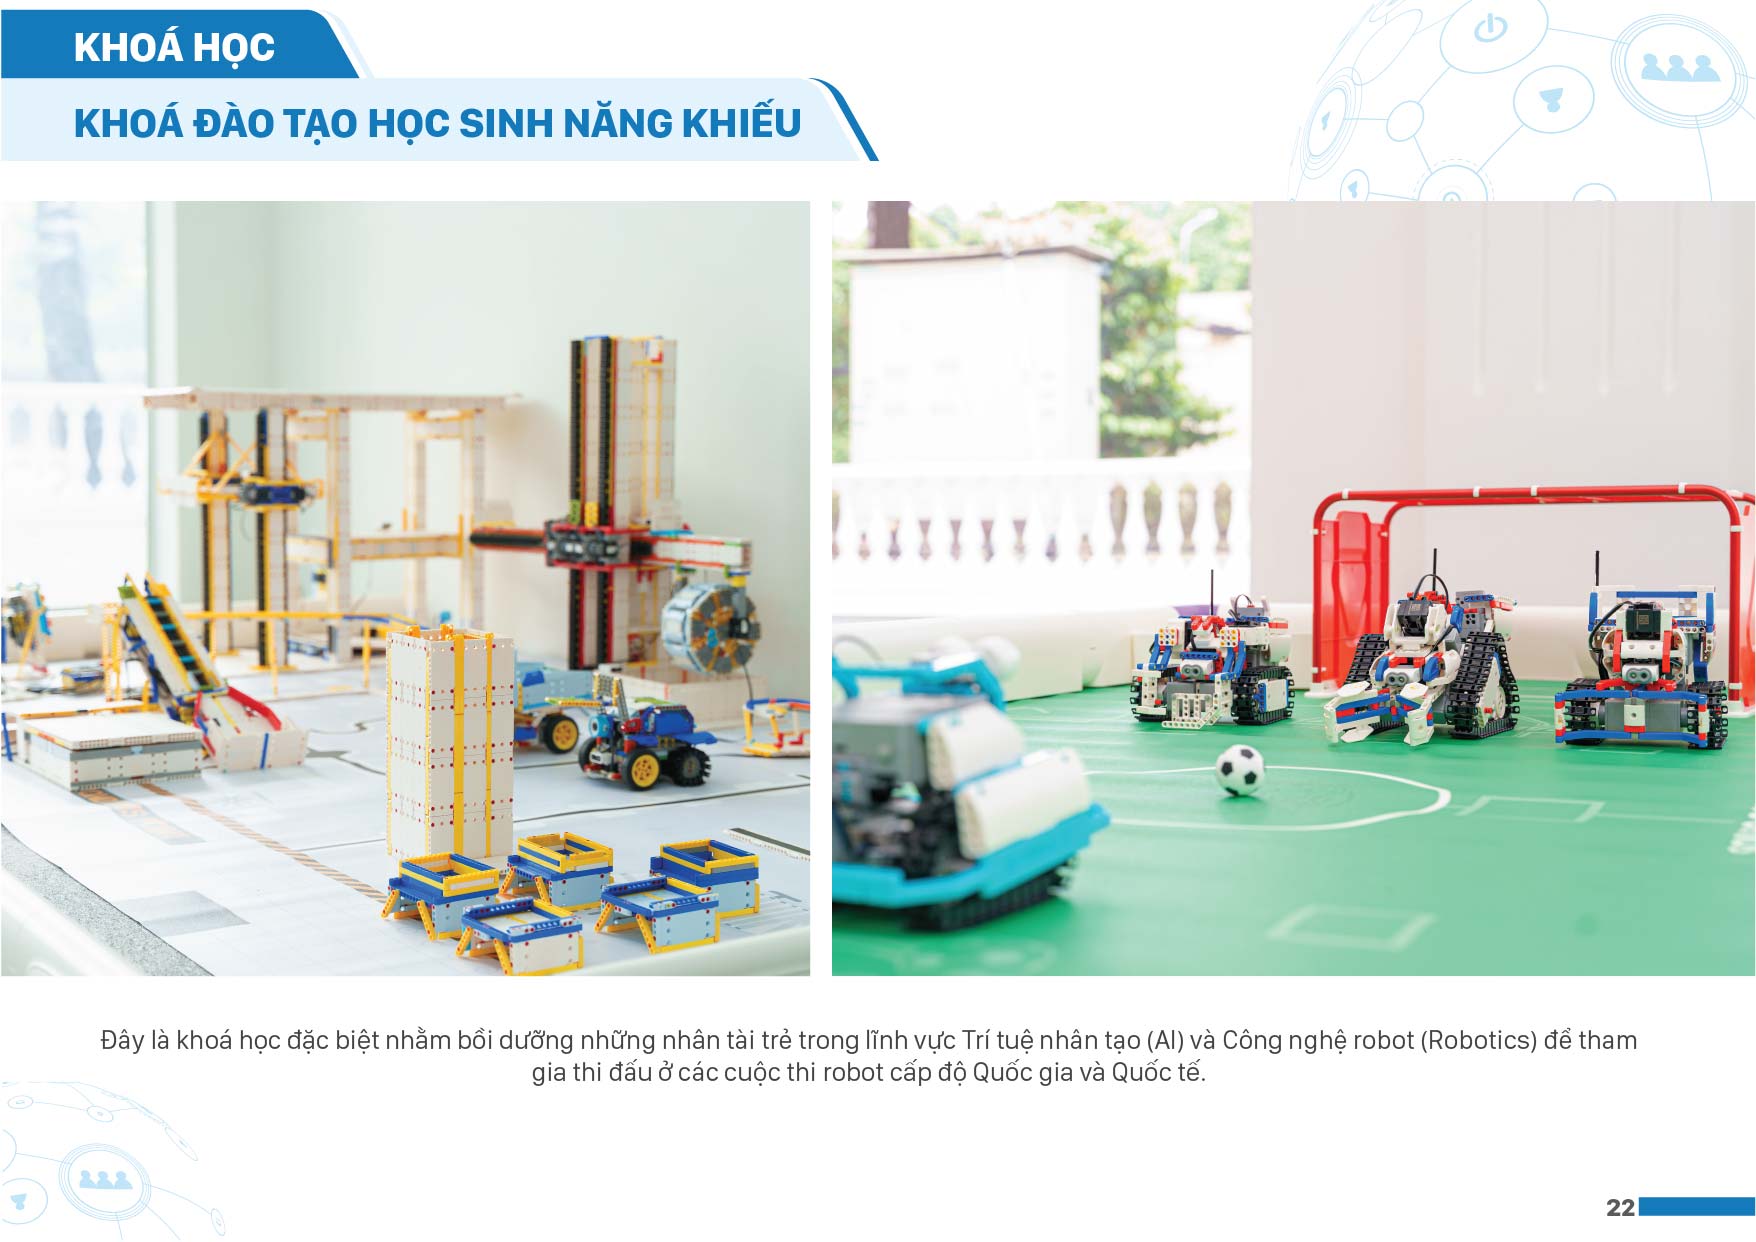 KHOÁ HỌC
KHOÁ ĐÀO TẠO HỌC SINH NĂNG KHIẾU
Đây là khoá học đặc biệt nhằm bồi dưỡng những nhân tài trẻ trong lĩnh vực Trí tuệ nhân tạo (AI) và Công nghệ robot (Robotics) để tham
gia thi đấu ở các cuộc thi robot cấp độ Quốc gia và Quốc tế.
22